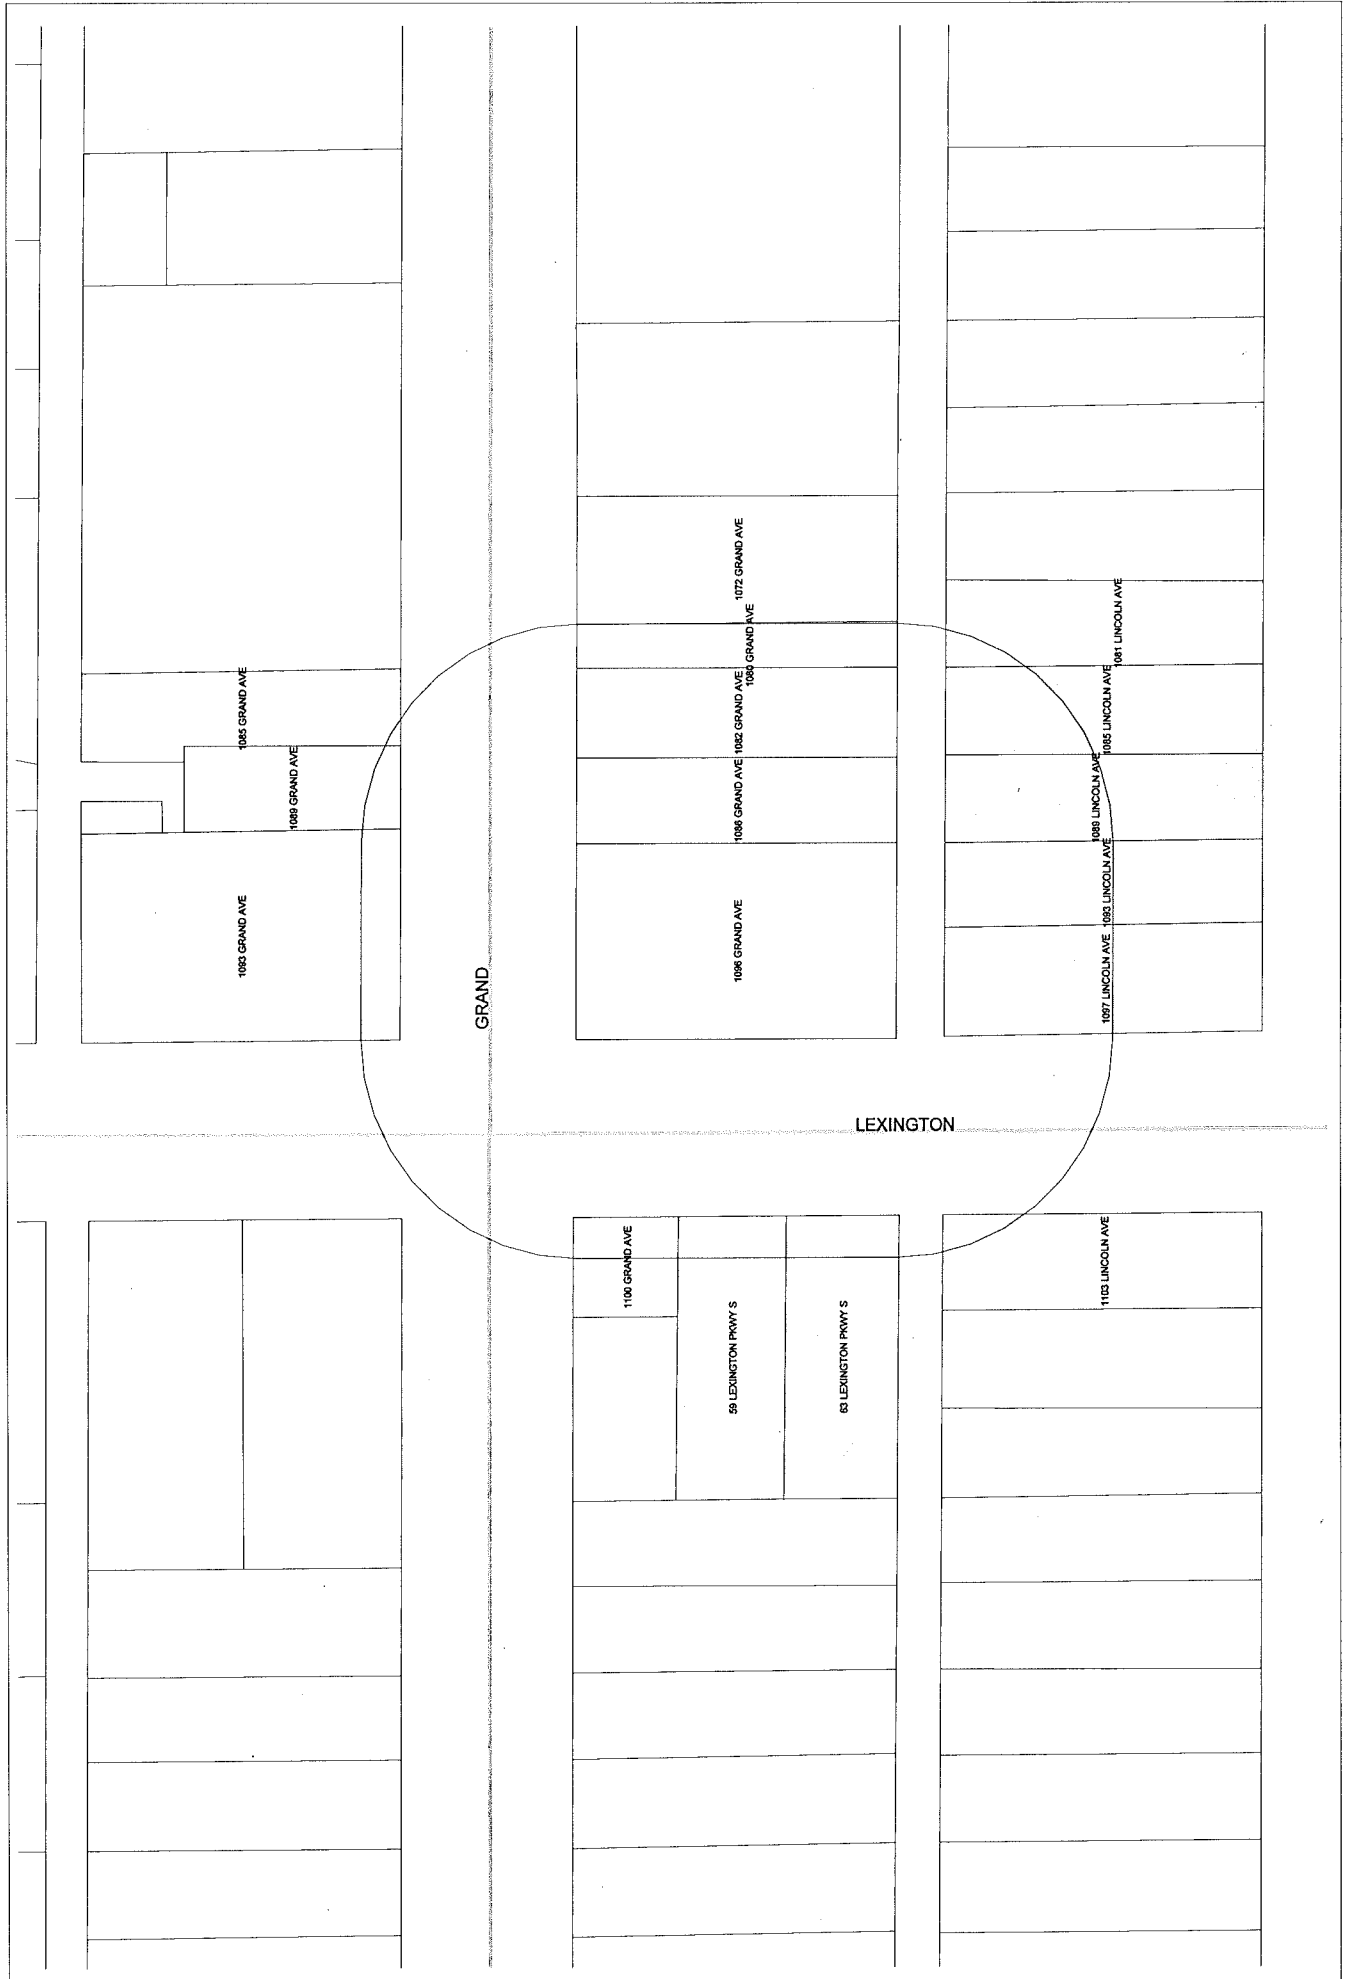 1072 GRAND AVE
1080 GRAND AVE
1081 LINCOLN AVE
1085 GRAND AVE
1082 GRAND AVE
1085 LINCOLN AVE
1089 GRAND AVE
1086 GRAND AVE
1089 LINCOLN AVE
1093 GRAND AVE
GRAND
1096 GRAND AVE
1093 LINCOLN AVE
1097 LINCOLN AVE
LEXINGTON
1100 GRAND AVE
59 LEXINGTON PKWY S
63 LEXINGTON PKWY S
1103 LINCOLN AVE